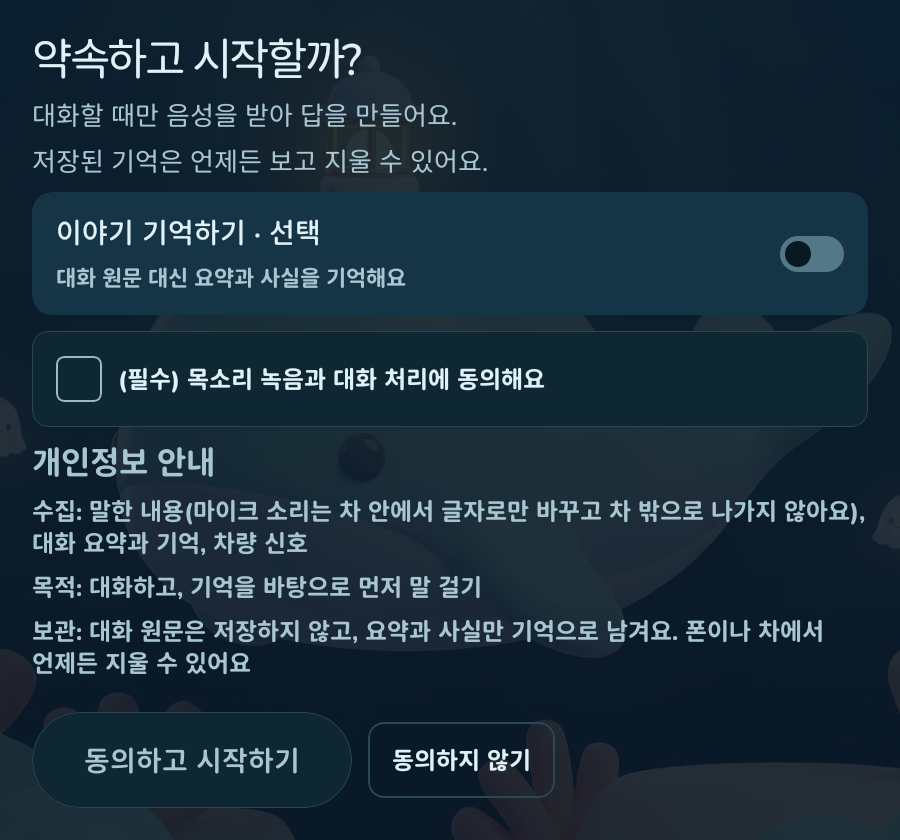 약속하고 시작할까?
대화할 때만 음성을 받아 답을 만들어요.
저장된 기억은 언제든 보고 지울 수 있어요.
이야기 기억하기 · 선택
대화 원문 대신 요약과 사실을 기억해요
(필수) 목소리 녹음과 대화 처리에 동의해요
개인정보 안내
수집: 말한 내용(마이크 소리는 차 안에서 글자로만 바꾸고 차 밖으로 나가지 않아요),
대화 요약과 기억, 차량 신호
목적: 대화하고, 기억을 바탕으로 먼저 말 걸기
보관: 대화 원문은 저장하지 않고, 요약과 사실만 기억으로 남겨요. 폰이나 차에서
언제든 지울 수 있어요
동의하고 시작하기
동의하지 않기